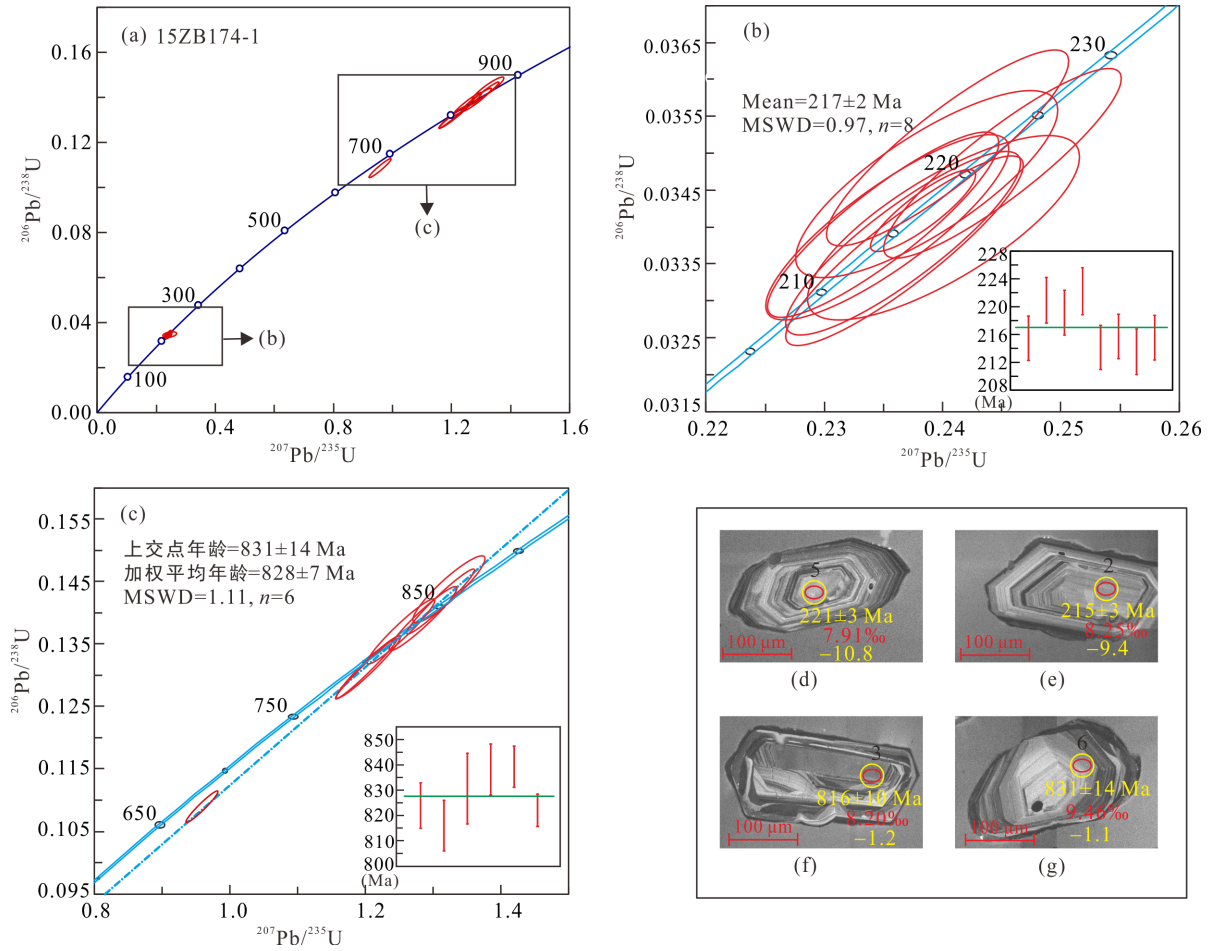 (a) 15ZB174-1
0.16
0.12
0.08
0.04
0.00
²⁰⁶Pb/²³⁸U
900
700
500
300
100
(c)
(b)
0.0
0.4
0.8
1.2
1.6
²⁰⁷Pb/²³⁵U
(b)
Mean=217±2 Ma
MSWD=0.97, n=8
0.0365
0.0355
0.0345
0.0335
0.0325
0.0315
²⁰⁶Pb/²³⁸U
230
220
210
228
224
220
216
212
208
(Ma)
0.22
0.23
0.24
0.25
0.26
²⁰⁷Pb/²³⁵U
(c)
上交点年龄=831±14 Ma
加权平均年龄=828±7 Ma
MSWD=1.11, n=6
0.155
0.145
0.135
0.125
0.115
0.105
0.095
²⁰⁶Pb/²³⁸U
850
750
650
850
840
830
820
810
800
(Ma)
0.8
1.0
1.2
1.4
²⁰⁷Pb/²³⁵U
5
221±3 Ma
7.91‰
−10.8
100 μm
(d)
2
215±3 Ma
8.25‰
−9.4
100 μm
(e)
3
816±10 Ma
8.20‰
−1.2
100 μm
(f)
6
831±14 Ma
9.46‰
−1.1
100 μm
(g)